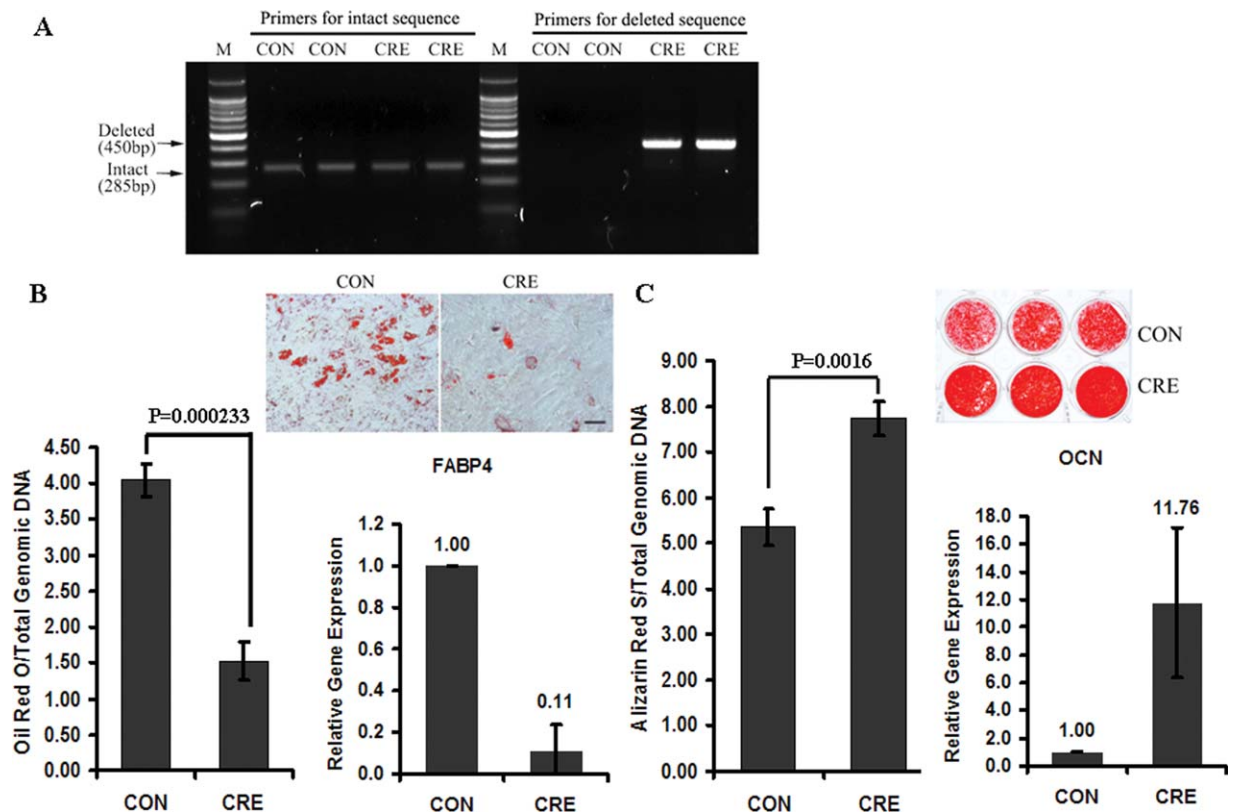 A
Primers for intact sequence
Primers for deleted sequence
M CON CON CRE CRE M CON CON CRE CRE
Deleted
(450bp)
Intact
(285bp)
B
CON
CRE
P=0.000233
Oil Red O/Total Genomic DNA
4.50
4.00
3.50
3.00
2.50
2.00
1.50
1.00
0.50
0.00
CON CRE
FABP4
Relative Gene Expression
1.2
1.0
0.8
0.6
0.4
0.2
0.0
1.00
0.11
CON CRE
C
CON
CRE
P=0.0016
Alizarin Red S/Total Genomic DNA
9.00
8.00
7.00
6.00
5.00
4.00
3.00
2.00
1.00
0.00
CON CRE
OCN
Relative Gene Expression
18.0
16.0
14.0
12.0
10.0
8.0
6.0
4.0
2.0
0.0
1.00
11.76
CON CRE